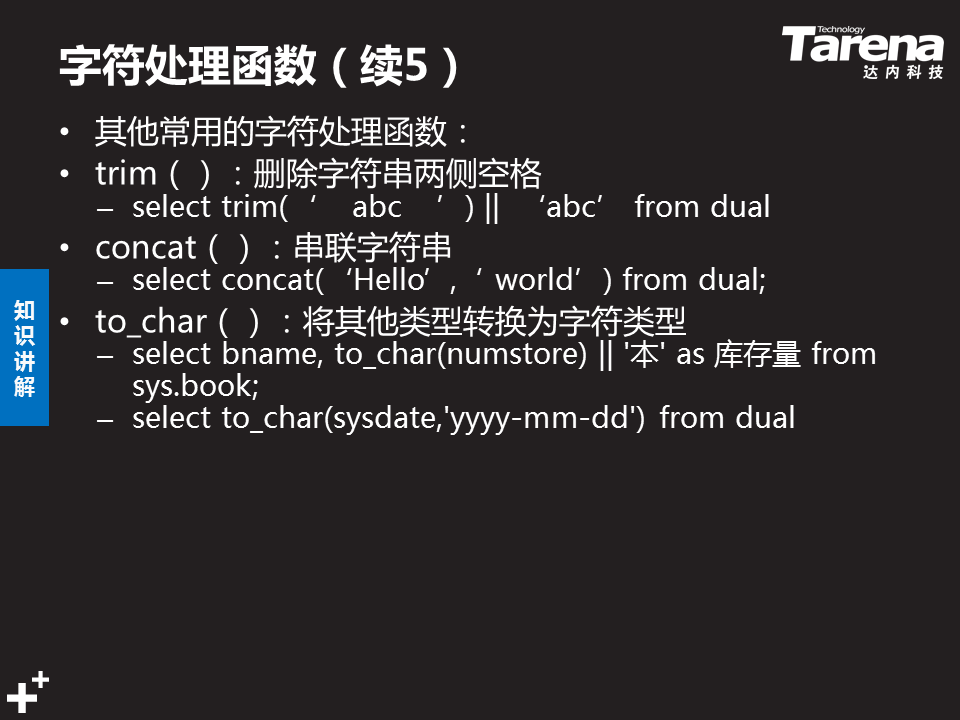 字符处理函数（续5）
Technology
Tarena
达内科技
• 其他常用的字符处理函数：
• trim（ ）：删除字符串两侧空格
– select trim(‘ abc ’) || ‘abc’ from dual
• concat（ ）：串联字符串
– select concat(‘Hello’,‘ world’) from dual;
• to_char（ ）：将其他类型转换为字符类型
– select bname, to_char(numstore) || '本' as 库存量 from
sys.book;
– select to_char(sysdate,'yyyy-mm-dd') from dual
知
识
讲
解